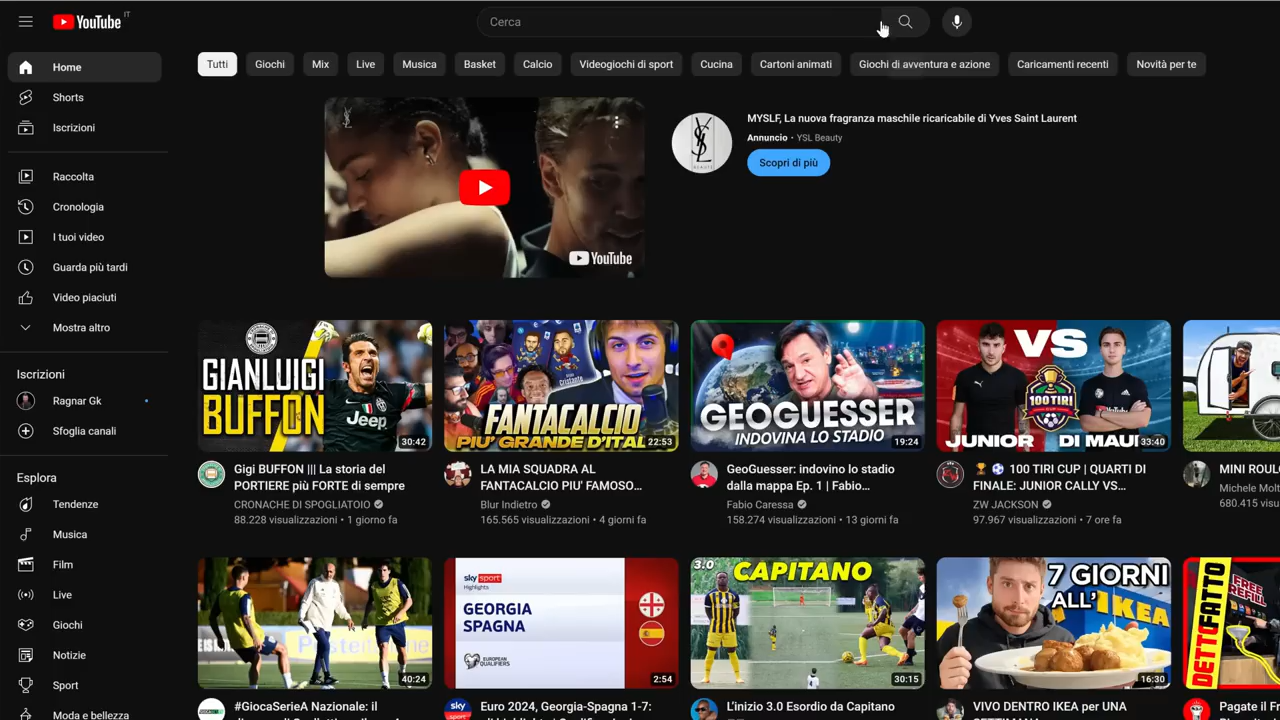 YouTube IT
Cerca
Home
Shorts
Iscrizioni
Raccolta
Cronologia
I tuoi video
Guarda più tardi
Video piaciuti
Mostra altro
Iscrizioni
Ragnar Gk
Sfoglia canali
Esplora
Tendenze
Musica
Film
Live
Giochi
Notizie
Sport
Moda e bellezza
Tutti
Giochi
Mix
Live
Musica
Basket
Calcio
Videogiochi di sport
Cucina
Cartoni animati
Giochi di avventura e azione
Caricamenti recenti
Novità per te
YouTube
MYSLF, La nuova fragranza maschile ricaricabile di Yves Saint Laurent
Annuncio • YSL Beauty
Scopri di più
GIANLUIGI
BUFFON
Jeep
30:42
Gigi BUFFON ||| La storia del
PORTIERE più FORTE di sempre
CRONACHE DI SPOGLIATOIO
88.228 visualizzazioni • 1 giorno fa
FANTACALCIO
PIU' GRANDE D'ITAL
22:53
LA MIA SQUADRA AL
FANTACALCIO PIU' FAMOSO...
Blur Indietro
165.565 visualizzazioni • 4 giorni fa
GEOGUESSER
INDOVINA LO STADIO
19:24
GeoGuesser: indovino lo stadio
dalla mappa Ep. 1 | Fabio...
Fabio Caressa
158.274 visualizzazioni • 13 giorni fa
VS
100 TIRI
CUP
JUNIOR
DI MAU
33:40
🏆 ⚽ 100 TIRI CUP | QUARTI DI
FINALE: JUNIOR CALLY VS...
ZW JACKSON
97.967 visualizzazioni • 7 ore fa
MINI ROUL
Michele Molt
680.415 visu
40:24
#GiocaSerieA Nazionale: il
sky sport
Highlights
GEORGIA
SPAGNA
EUROPEAN
QUALIFIERS
2:54
Euro 2024, Georgia-Spagna 1-7:
3.0
CAPITANO
30:15
L'inizio 3.0 Esordio da Capitano
7 GIORNI
ALL'
IKEA
16:30
VIVO DENTRO IKEA per UNA
DETTOFATTO
FREE
REFILL
Pagate il F